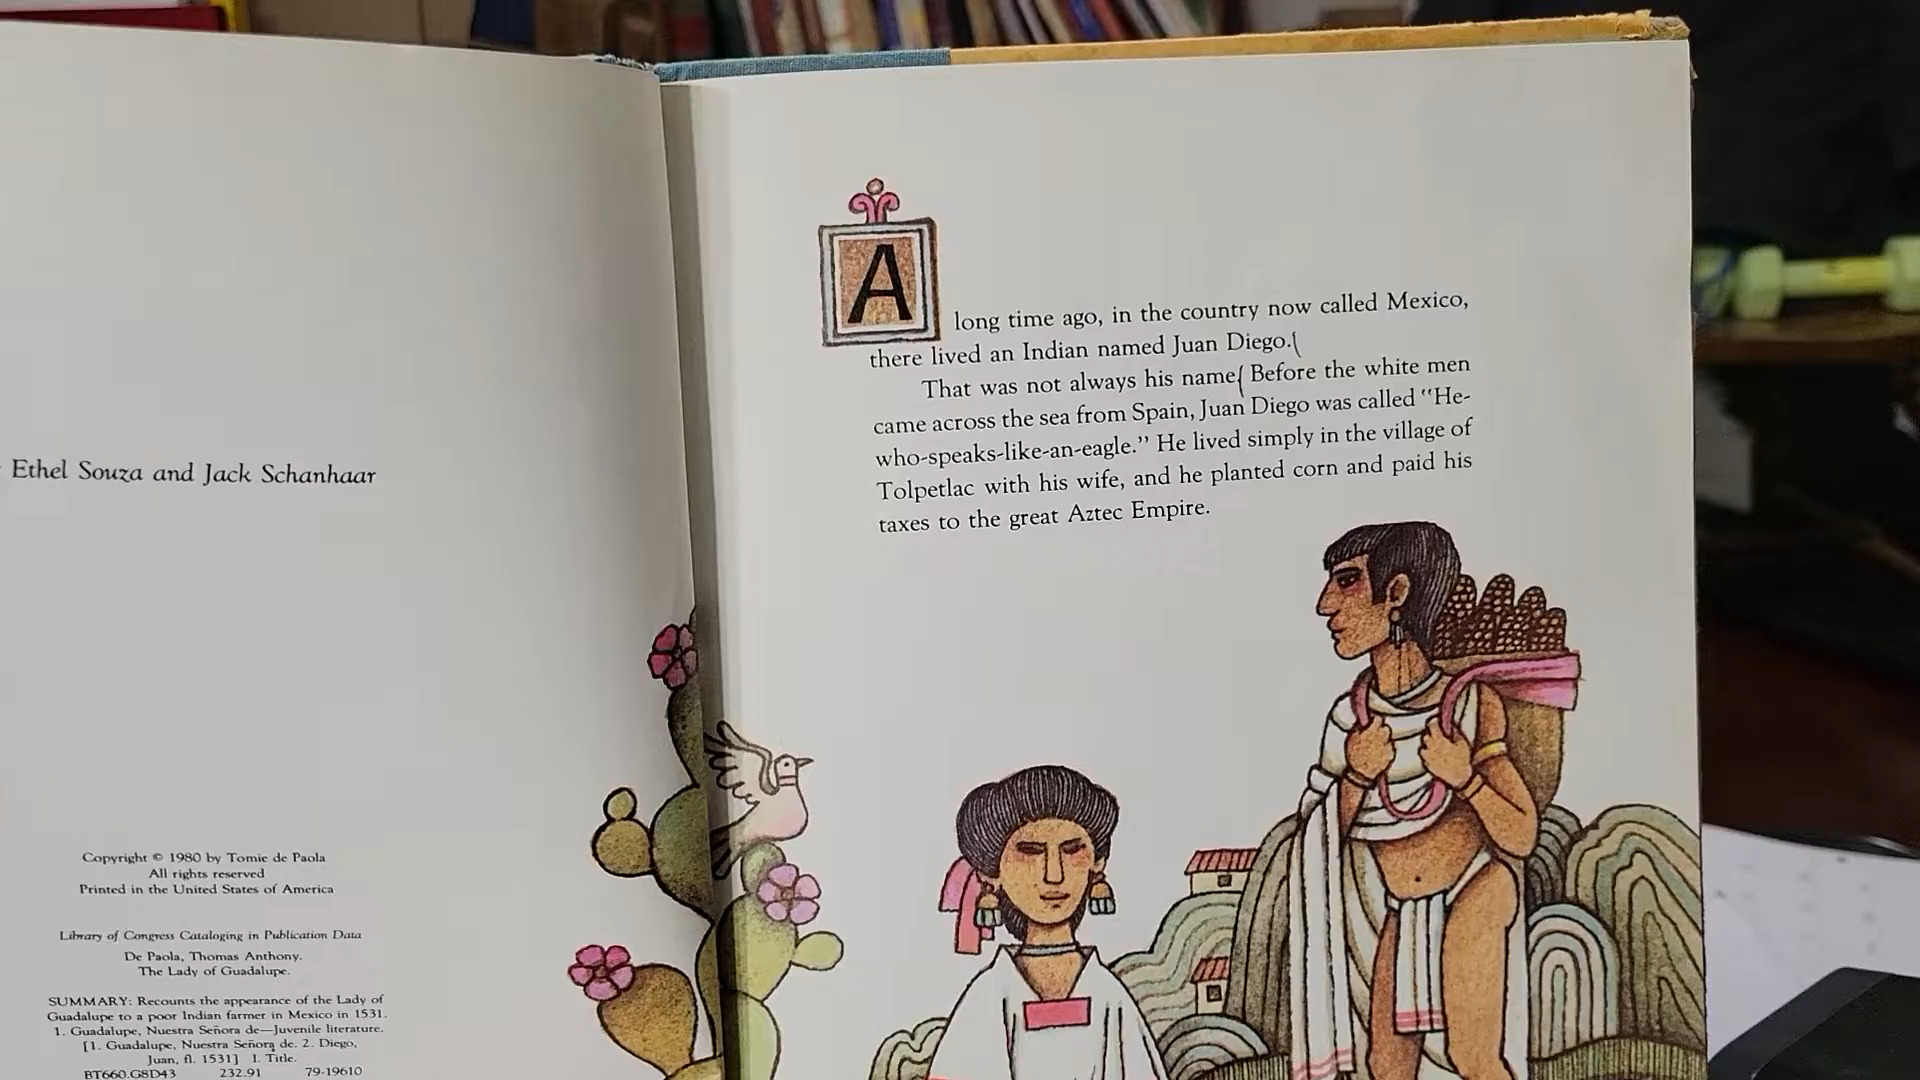 Ethel Souza and Jack Schanhaar
Copyright © 1980 by Tomie de Paola
All rights reserved
Printed in the United States of America
Library of Congress Cataloging in Publication Data
De Paola, Thomas Anthony.
The Lady of Guadalupe.
SUMMARY: Recounts the appearance of the Lady of
Guadalupe to a poor Indian farmer in Mexico in 1531.
1. Guadalupe, Nuestra Señora de—Juvenile literature.
[1. Guadalupe, Nuestra Señora de. 2. Diego,
Juan, fl. 1531] I. Title.
BT660.G8D43 232.91 79-19610
A long time ago, in the country now called Mexico,
there lived an Indian named Juan Diego.
That was not always his name. Before the white men
came across the sea from Spain, Juan Diego was called "He-
who-speaks-like-an-eagle." He lived simply in the village of
Tolpetlac with his wife, and he planted corn and paid his
taxes to the great Aztec Empire.